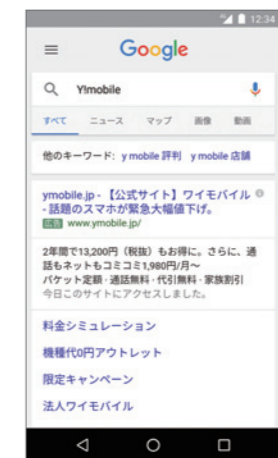 12:34
Google
Y!mobile
すべて ニュース マップ 画像 動画
他のキーワード: y mobile 評判 y mobile 店舗
ymobile.jp - 【公式サイト】ワイモバイル
- 話題のスマホが緊急大幅値下げ。
広告 www.ymobile.jp/
2年間で13,200円（税抜）もお得に。さらに、通
話もネットもコミコミ1,980円/月〜
パケット定額 · 通話無料 · 代引無料 · 家族割引
今日このサイトにアクセスしました。
料金シミュレーション
機種代0円アウトレット
限定キャンペーン
法人ワイモバイル